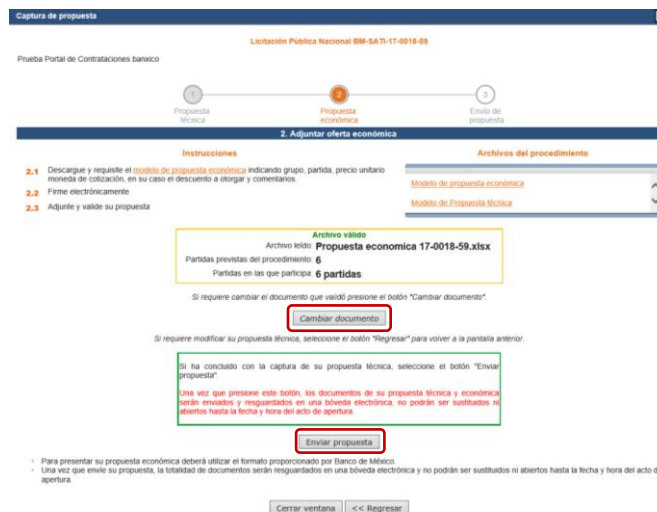 Captura de propuesta
Licitación Pública Nacional BM-SATI-17-0018-59
Prueba Portal de Contrataciones banxico
1
2
3
Propuesta técnica
Propuesta económica
Envío de propuesta
2. Adjuntar oferta económica
Instrucciones
2.1 Descargue y requisite el modelo de propuesta económica indicando grupo, partida, precio unitario
moneda de cotización, en su caso el descuento a otorgar y comentarios.
2.2 Firme electrónicamente
2.3 Adjunte y valide su propuesta
Archivos del procedimiento
Modelo de propuesta económica
Modelo de Propuesta técnica
Archivo válido
Archivo leído: Propuesta economica 17-0018-59.xlsx
Partidas previstas del procedimiento: 6
Partidas en las que participa: 6 partidas
Si requiere cambiar el documento que validó presione el botón "Cambiar documento".
Cambiar documento
Si requiere modificar su propuesta técnica, seleccione el botón "Regresar" para volver a la pantalla anterior.
Si ha concluido con la captura de su propuesta técnica, seleccione el botón "Enviar
propuesta".
Una vez que presione este botón, los documentos de su propuesta técnica y económica
serán enviados y resguardados en una bóveda electrónica, no podrán ser sustituidos ni
abiertos hasta la fecha y hora del acto de apertura.
Enviar propuesta
• Para presentar su propuesta económica deberá utilizar el formato proporcionado por Banco de México.
• Una vez que envíe su propuesta, la totalidad de documentos serán resguardados en una bóveda electrónica y no podrán ser sustituidos ni abiertos hasta la fecha y hora del acto d
apertura.
Cerrar ventana
<< Regresar